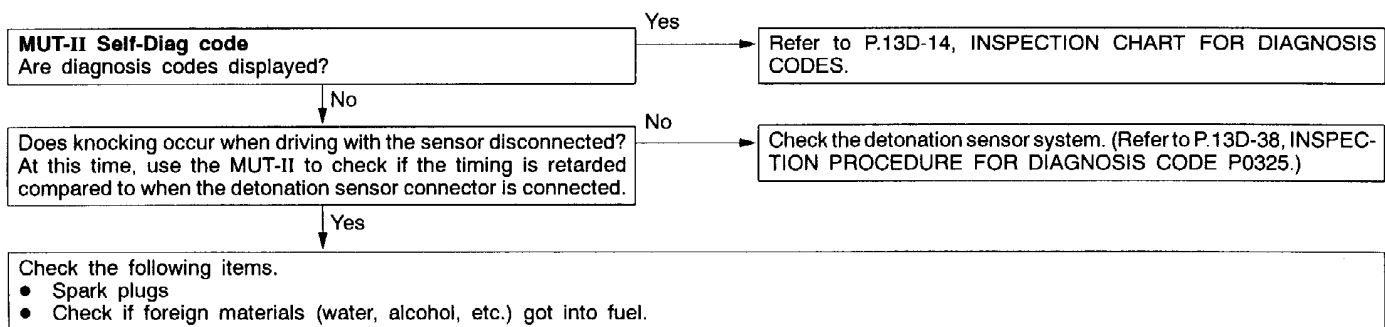 MUT-II Self-Diag code
Are diagnosis codes displayed?
Yes
Refer to P.13D-14, INSPECTION CHART FOR DIAGNOSIS
CODES.
No
Does knocking occur when driving with the sensor disconnected?
At this time, use the MUT-II to check if the timing is retarded
compared to when the detonation sensor connector is connected.
No
Check the detonation sensor system. (Refer to P.13D-38, INSPEC-
TION PROCEDURE FOR DIAGNOSIS CODE P0325.)
Yes
Check the following items.
● Spark plugs
● Check if foreign materials (water, alcohol, etc.) got into fuel.